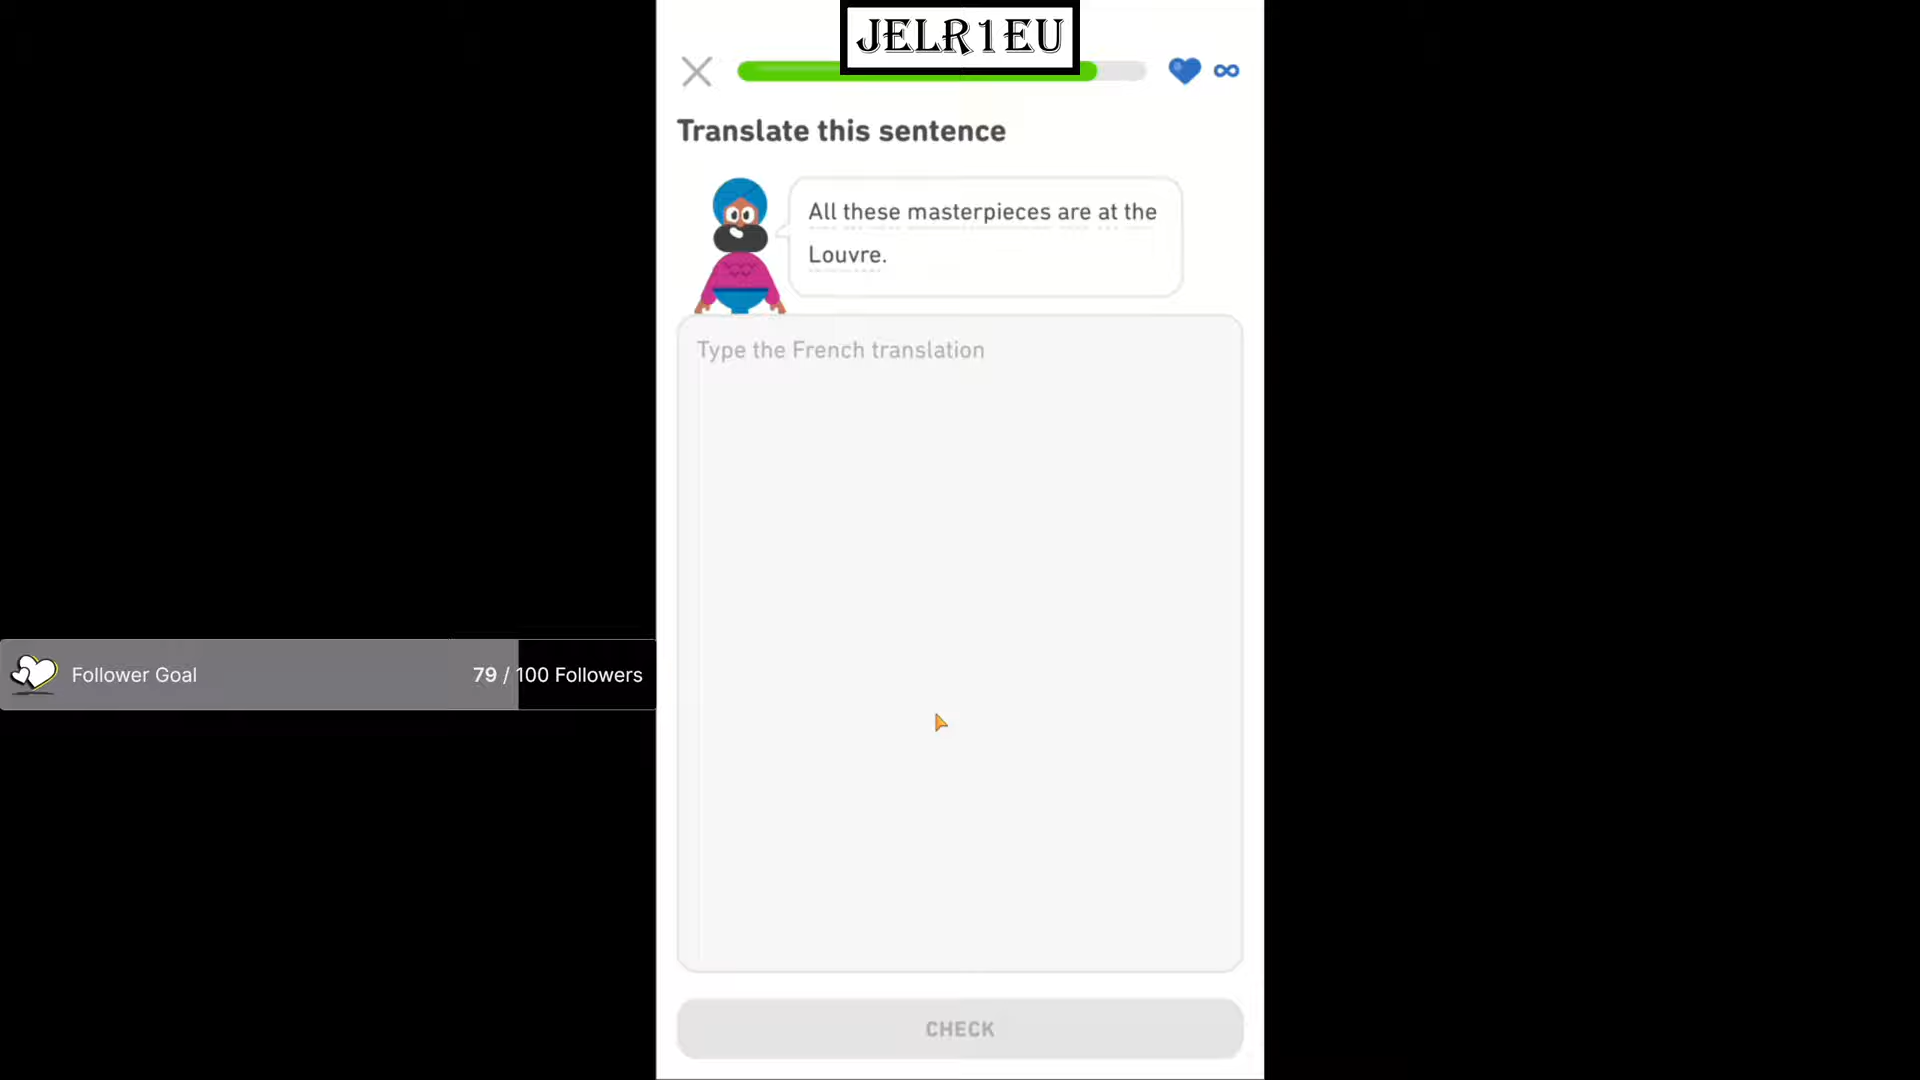 JELR1EU
Translate this sentence
All these masterpieces are at the
Louvre.
Type the French translation
Follower Goal
79 / 100 Followers
CHECK